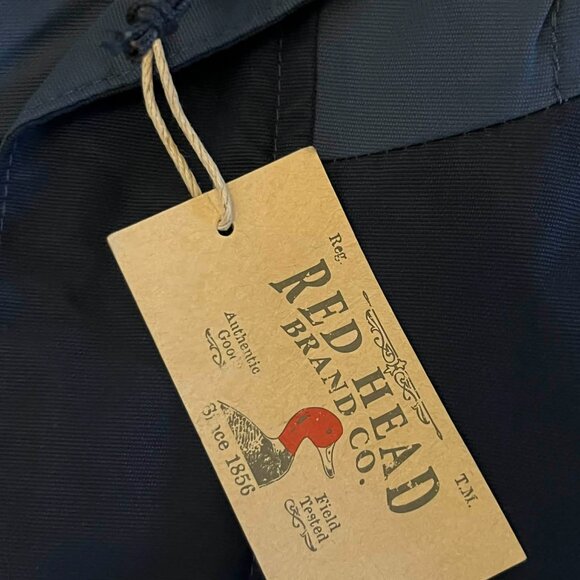 Reg.
RED HEAD
BRAND CO.
T.M.
Authentic
Goods
Since 1856
Field
Tested